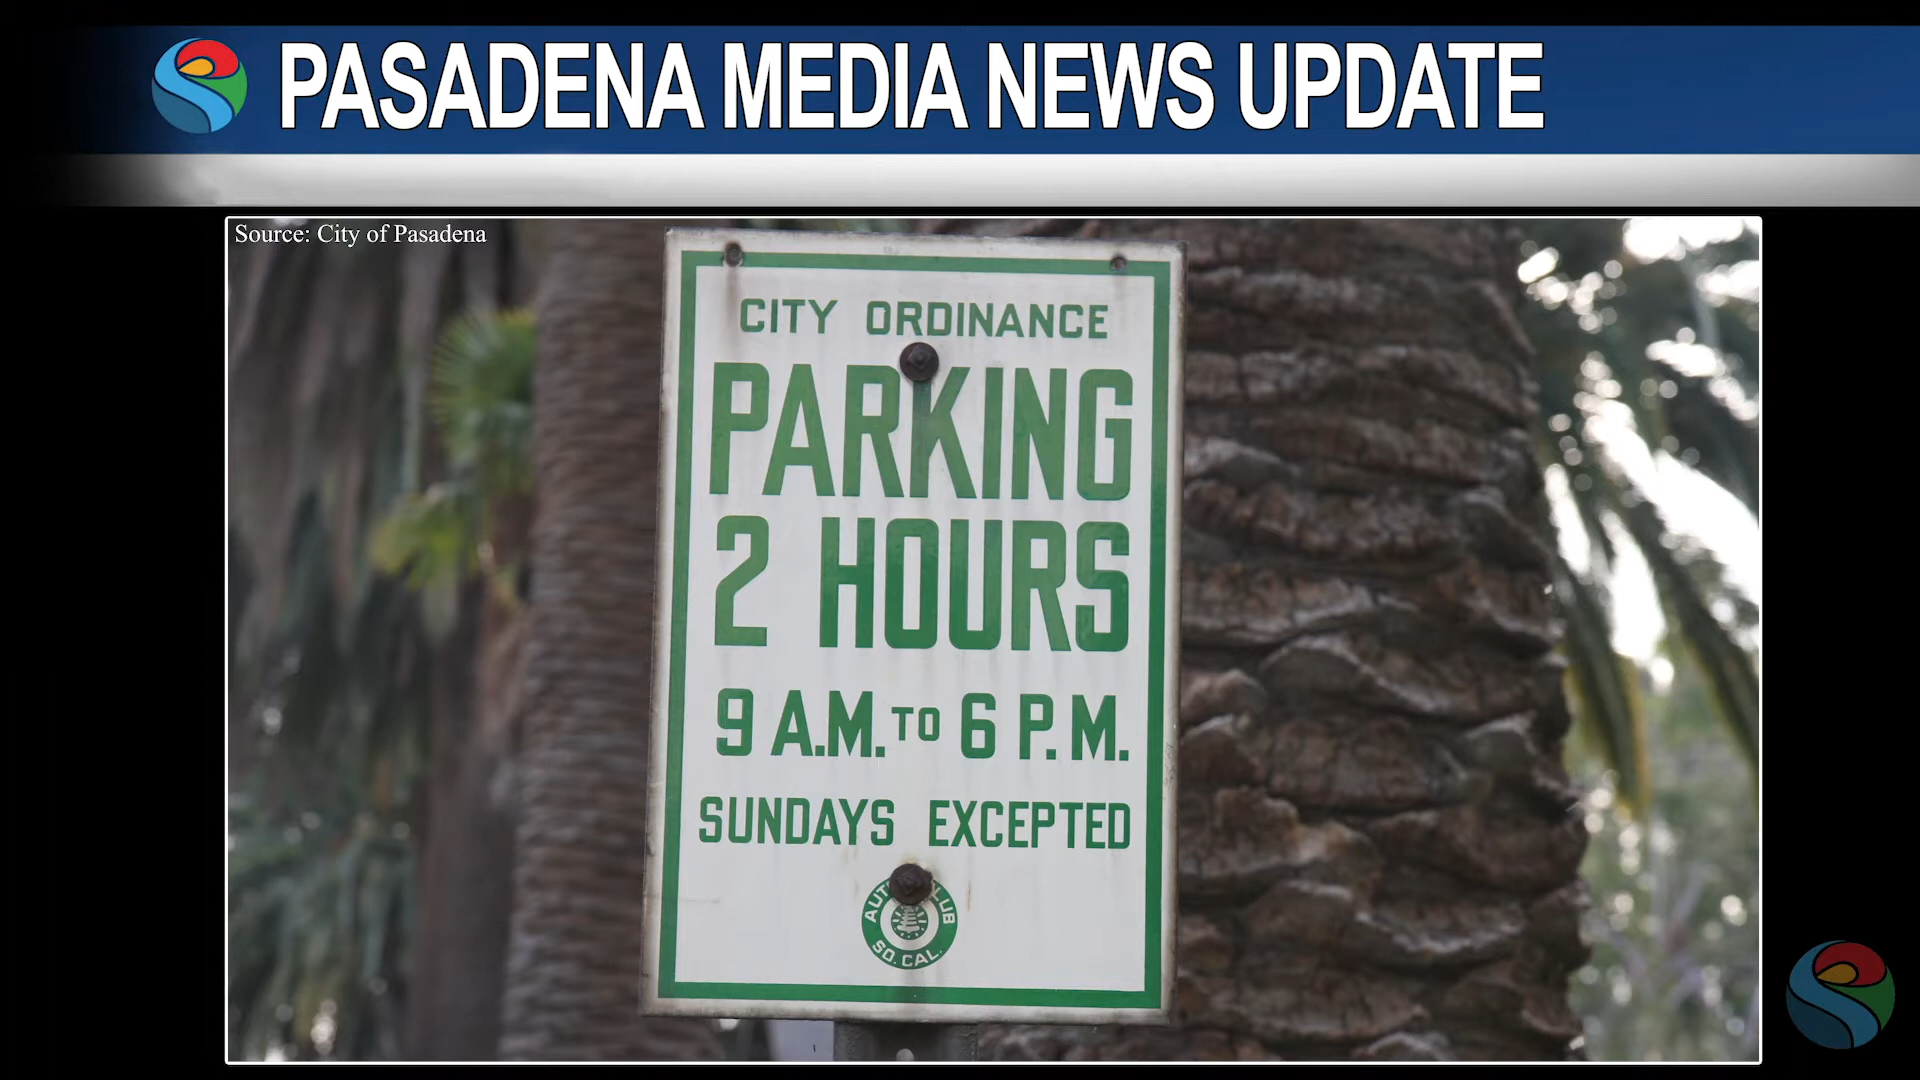 PASADENA MEDIA NEWS UPDATE
Source: City of Pasadena
CITY ORDINANCE
PARKING
2 HOURS
9 A.M. TO 6 P.M.
SUNDAYS EXCEPTED
SO. CAL.